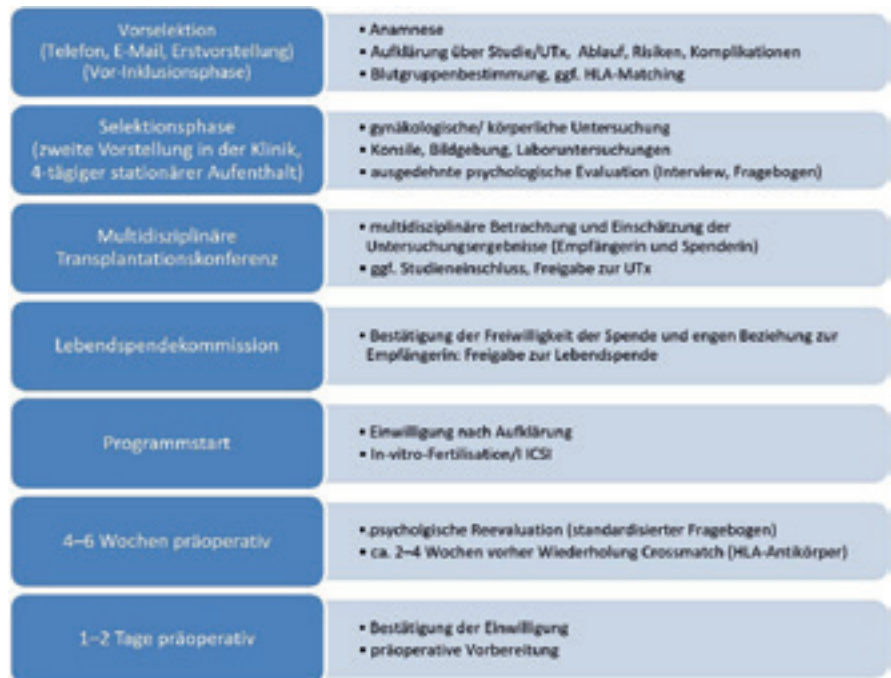 Vorselektion
(Telefon, E-Mail, Erstvorstellung)
(Vor-Inklusionsphase)
• Anamnese
• Aufklärung über Studie/UTx, Ablauf, Risiken, Komplikationen
• Blutgruppenbestimmung, ggf. HLA-Matching
Selektionsphase
(zweite Vorstellung in der Klinik,
4-tägiger stationärer Aufenthalt)
• gynäkologische/ körperliche Untersuchung
• Konsile, Bildgebung, Laboruntersuchungen
• ausgedehnte psychologische Evaluation (Interview, Fragebogen)
Multidisziplinäre
Transplantationskonferenz
• multidisziplinäre Betrachtung und Einschätzung der
Untersuchungsergebnisse (Empfängerin und Spenderin)
• ggf. Studieneinschluss, Freigabe zur UTx
Lebendspendekommission
• Bestätigung der Freiwilligkeit der Spende und engen Beziehung zur
Empfängerin: Freigabe zur Lebendspende
Programmstart
• Einwilligung nach Aufklärung
• In-vitro-Fertilisation/I ICSI
4–6 Wochen präoperativ
• psycholgische Reevaluation (standardisierter Fragebogen)
• ca. 2–4 Wochen vorher Wiederholung Crossmatch (HLA-Antikörper)
1–2 Tage präoperativ
• Bestätigung der Einwilligung
• präoperative Vorbereitung